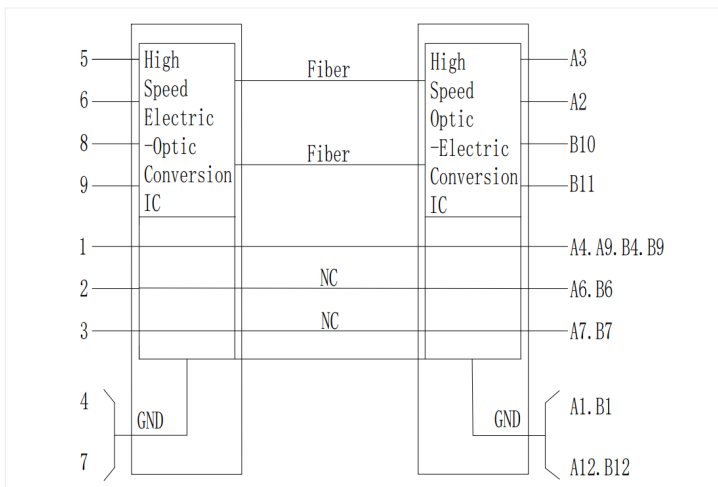 5
High
Fiber
High
A3
6
Speed
Speed
A2
Electric
Optic
8
-Optic
Fiber
-Electric
B10
9
Conversion
Conversion
B11
IC
IC
1
A4. A9. B4. B9
2
NC
A6. B6
3
NC
A7. B7
4
GND
GND
A1. B1
7
A12. B12